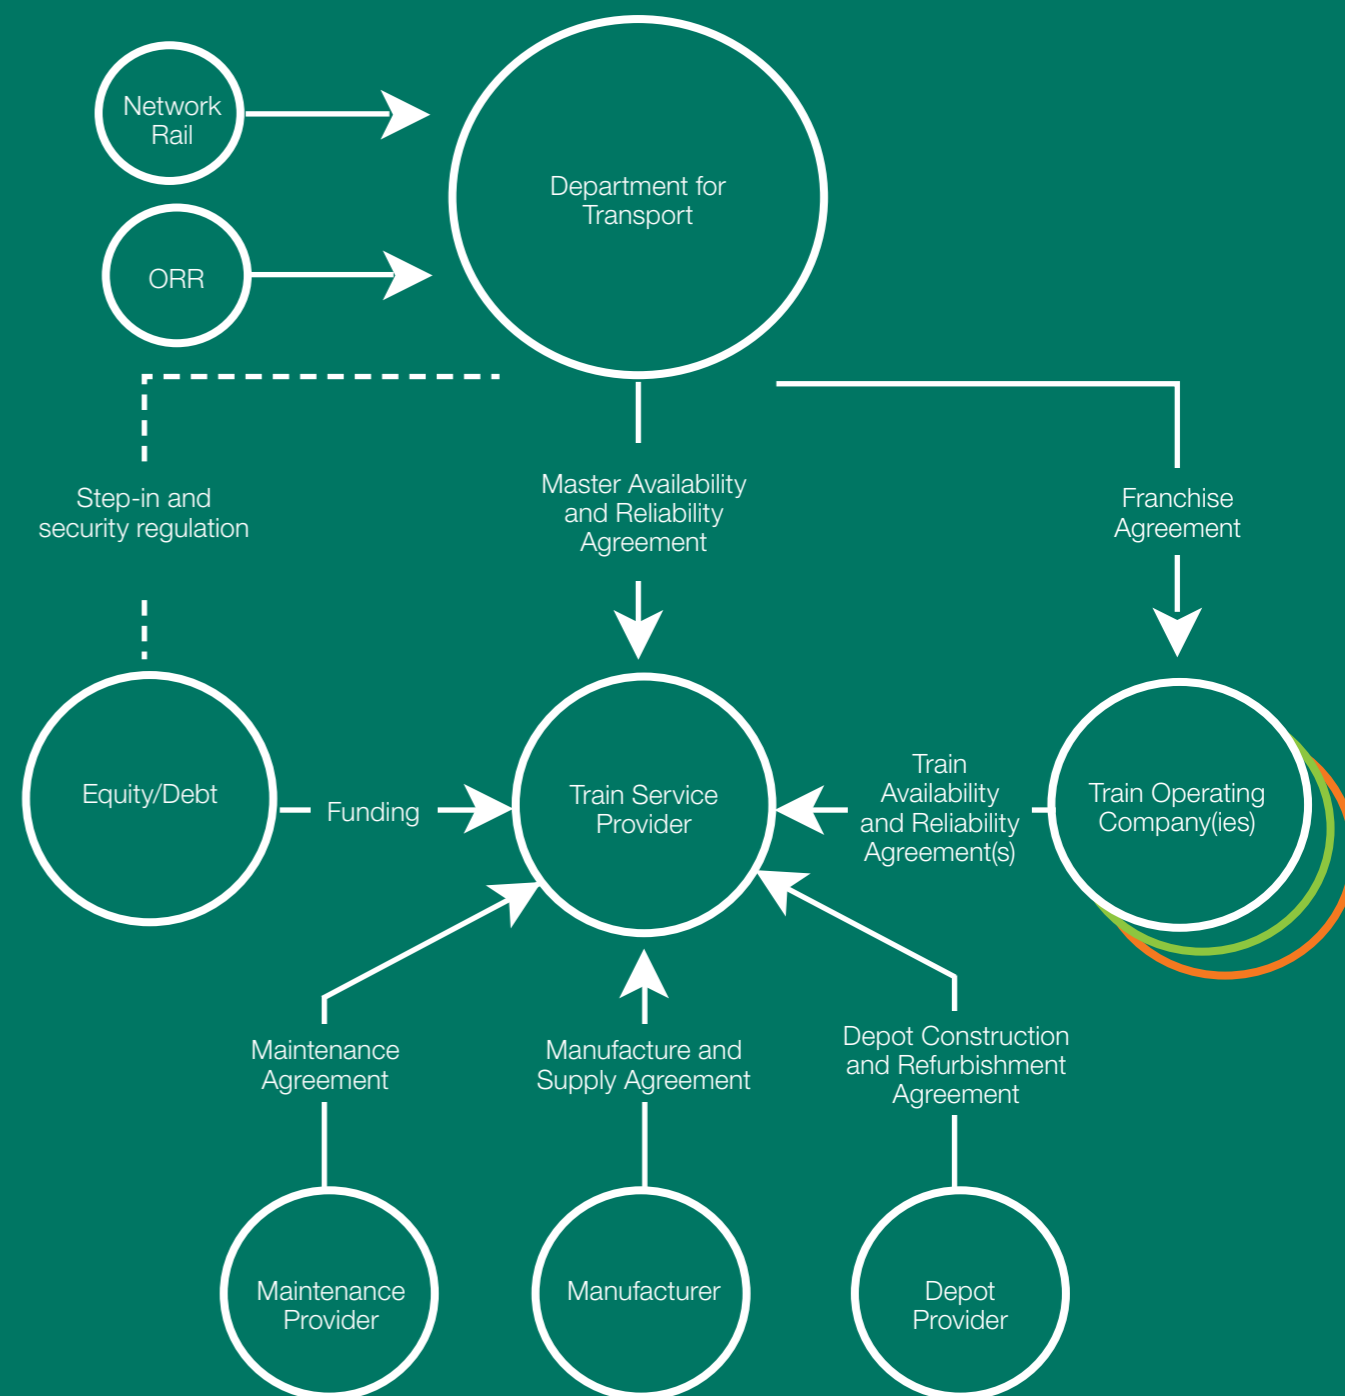 Network
Rail
Department for
Transport
ORR
Step-in and
security regulation
Master Availability
and Reliability
Agreement
Franchise
Agreement
Equity/Debt
Funding
Train Service
Provider
Train
Availability
and Reliability
Agreement(s)
Train Operating
Company(ies)
Maintenance
Agreement
Manufacture and
Supply Agreement
Depot Construction
and Refurbishment
Agreement
Maintenance
Provider
Manufacturer
Depot
Provider